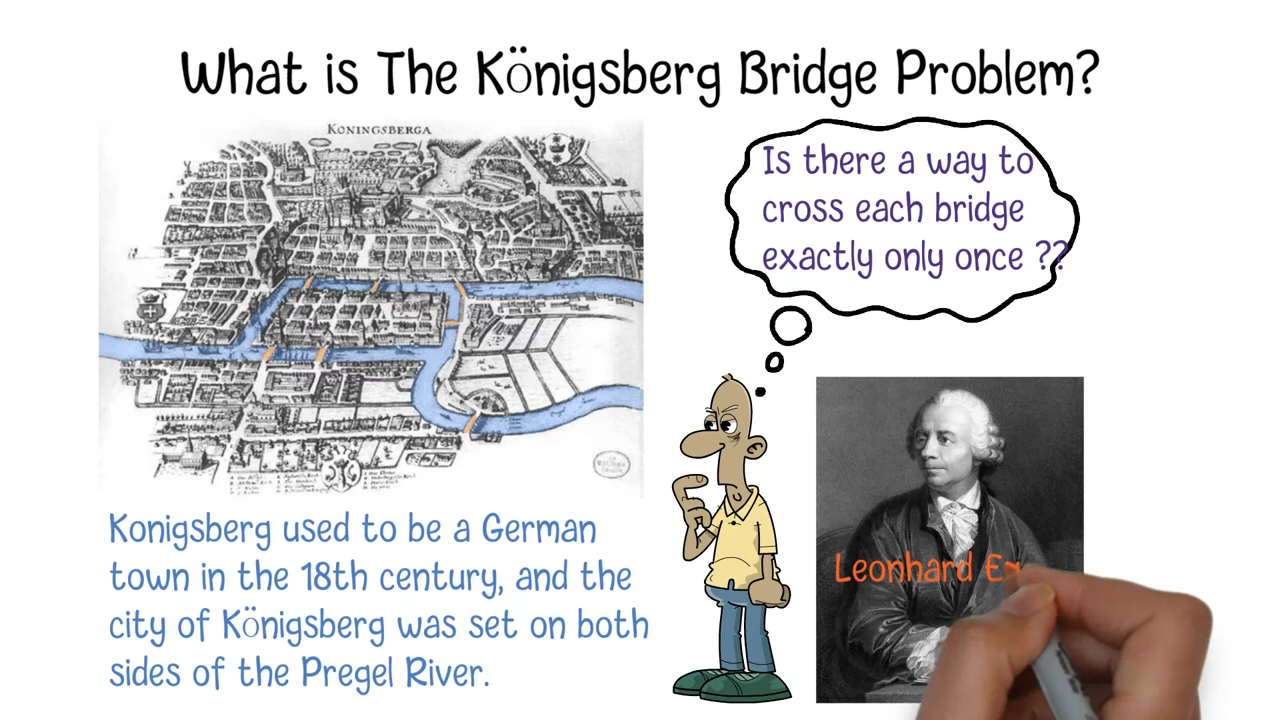 What is The Königsberg Bridge Problem?
KONINGSBERGA
Is there a way to
cross each bridge
exactly only once ??
Leonhard E
Konigsberg used to be a German
town in the 18th century, and the
city of Königsberg was set on both
sides of the Pregel River.